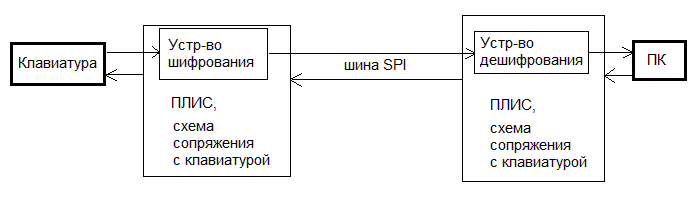 Клавиатура
Устр-во
шифрования
ПЛИС,
схема
сопряжения
с клавиатурой
шина SPI
Устр-во
дешифрования
ПЛИС,
схема
сопряжения
с клавиатурой
ПК